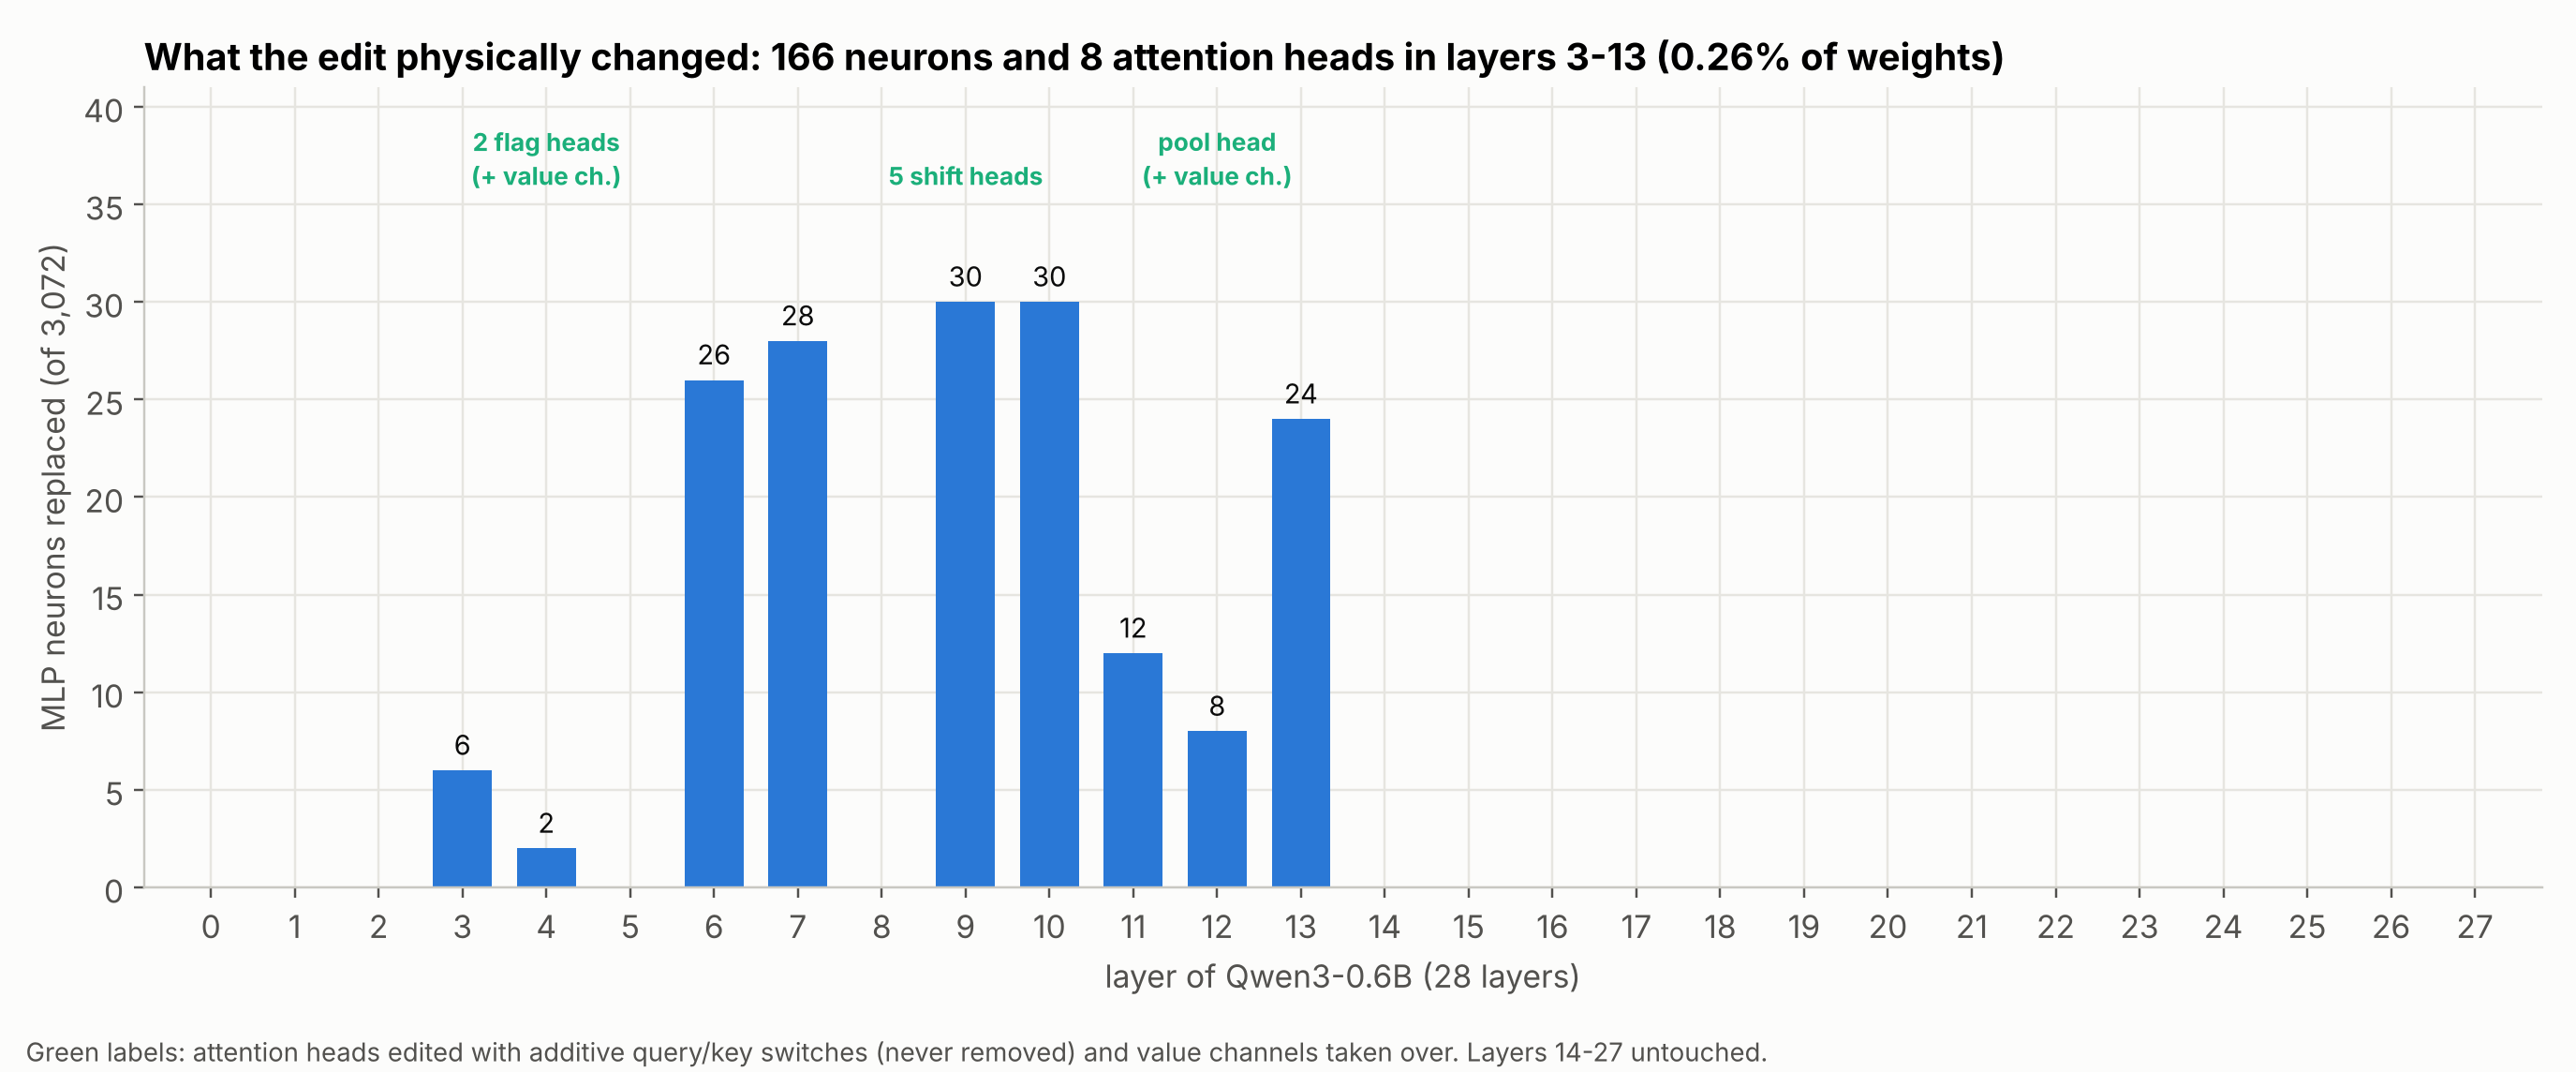 What the edit physically changed: 166 neurons and 8 attention heads in layers 3-13 (0.26% of weights)
MLP neurons replaced (of 3,072)
40
35
30
25
20
15
10
5
0
2 flag heads
(+ value ch.)
5 shift heads
pool head
(+ value ch.)
6
2
26
28
30
30
12
8
24
0 1 2 3 4 5 6 7 8 9 10 11 12 13 14 15 16 17 18 19 20 21 22 23 24 25 26 27
layer of Qwen3-0.6B (28 layers)
Green labels: attention heads edited with additive query/key switches (never removed) and value channels taken over. Layers 14-27 untouched.